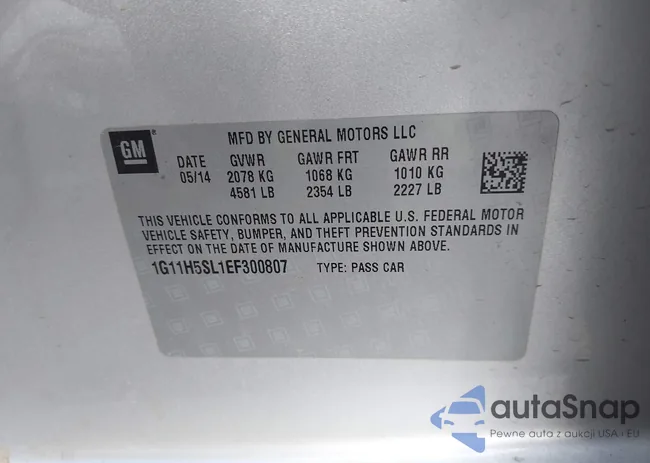 GM
MFD BY GENERAL MOTORS LLC
DATE GVWR GAWR FRT GAWR RR
05/14 2078 KG 1068 KG 1010 KG
4581 LB 2354 LB 2227 LB
THIS VEHICLE CONFORMS TO ALL APPLICABLE U.S. FEDERAL MOTOR
VEHICLE SAFETY, BUMPER, AND THEFT PREVENTION STANDARDS IN
EFFECT ON THE DATE OF MANUFACTURE SHOWN ABOVE.
1G11H5SL1EF300807 TYPE: PASS CAR
autoSnap
Pewne auta z aukcji USA i EU